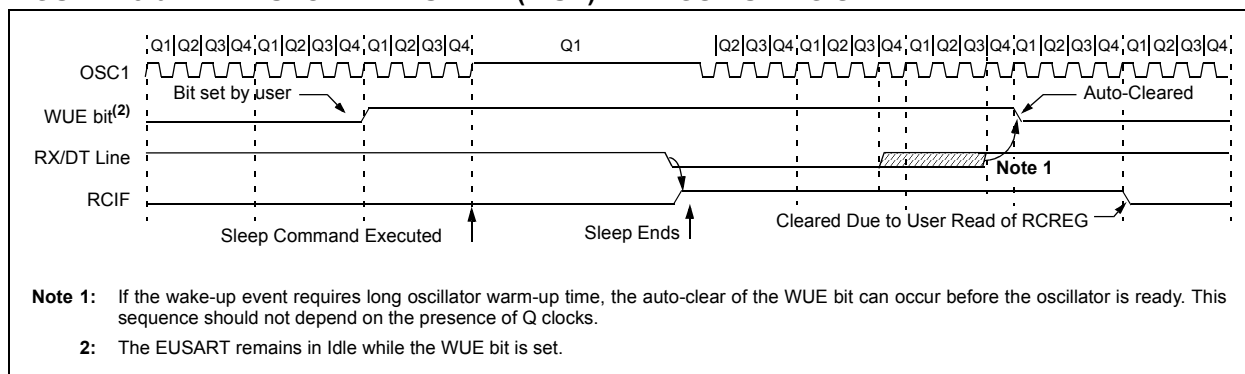 Q1 Q2 Q3 Q4 Q1 Q2 Q3 Q4 Q1 Q2 Q3 Q4 Q1 Q2 Q3 Q4 Q1 Q2 Q3 Q4 Q1 Q2 Q3 Q4 Q1 Q2 Q3 Q4 Q1 Q2 Q3 Q4
OSC1
Bit set by user
Auto-Cleared
WUE bit(2)
RX/DT Line
Note 1
RCIF
Cleared Due to User Read of RCREG
Sleep Command Executed
Sleep Ends
Note 1: If the wake-up event requires long oscillator warm-up time, the auto-clear of the WUE bit can occur before the oscillator is ready. This
sequence should not depend on the presence of Q clocks.
2: The EUSART remains in Idle while the WUE bit is set.